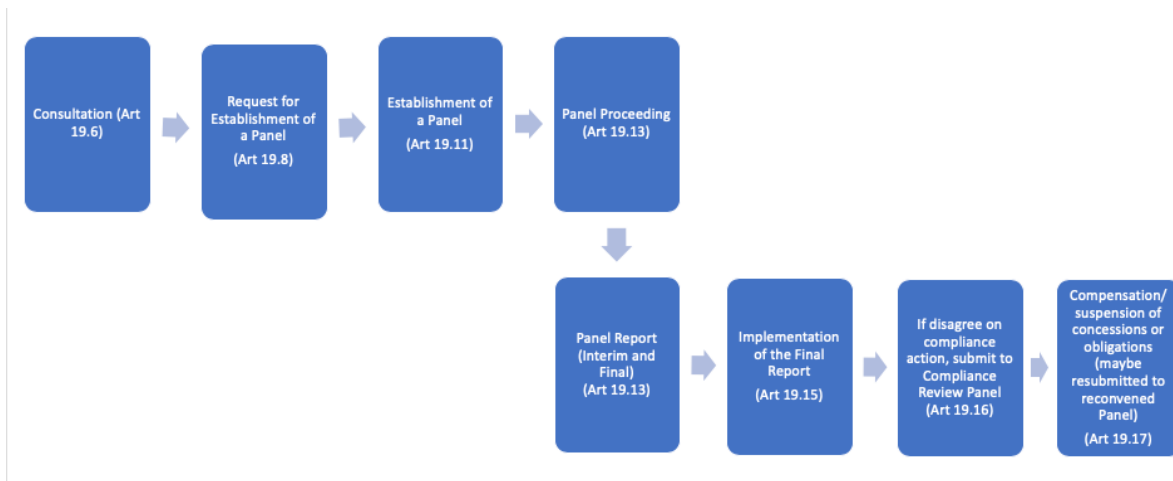 Consultation (Art
19.6)
Request for
Establishment of
a Panel
(Art 19.8)
Establishment of
a Panel
(Art 19.11)
Panel Proceeding
(Art 19.13)
Panel Report
(Interim and
Final)
(Art 19.13)
Implementation
of the Final
Report
(Art 19.15)
If disagree on
compliance
action, submit to
Compliance
Review Panel
(Art 19.16)
Compensation/
suspension of
concessions or
obligations
(maybe
resubmitted to
reconvened
Panel)
(Art 19.17)